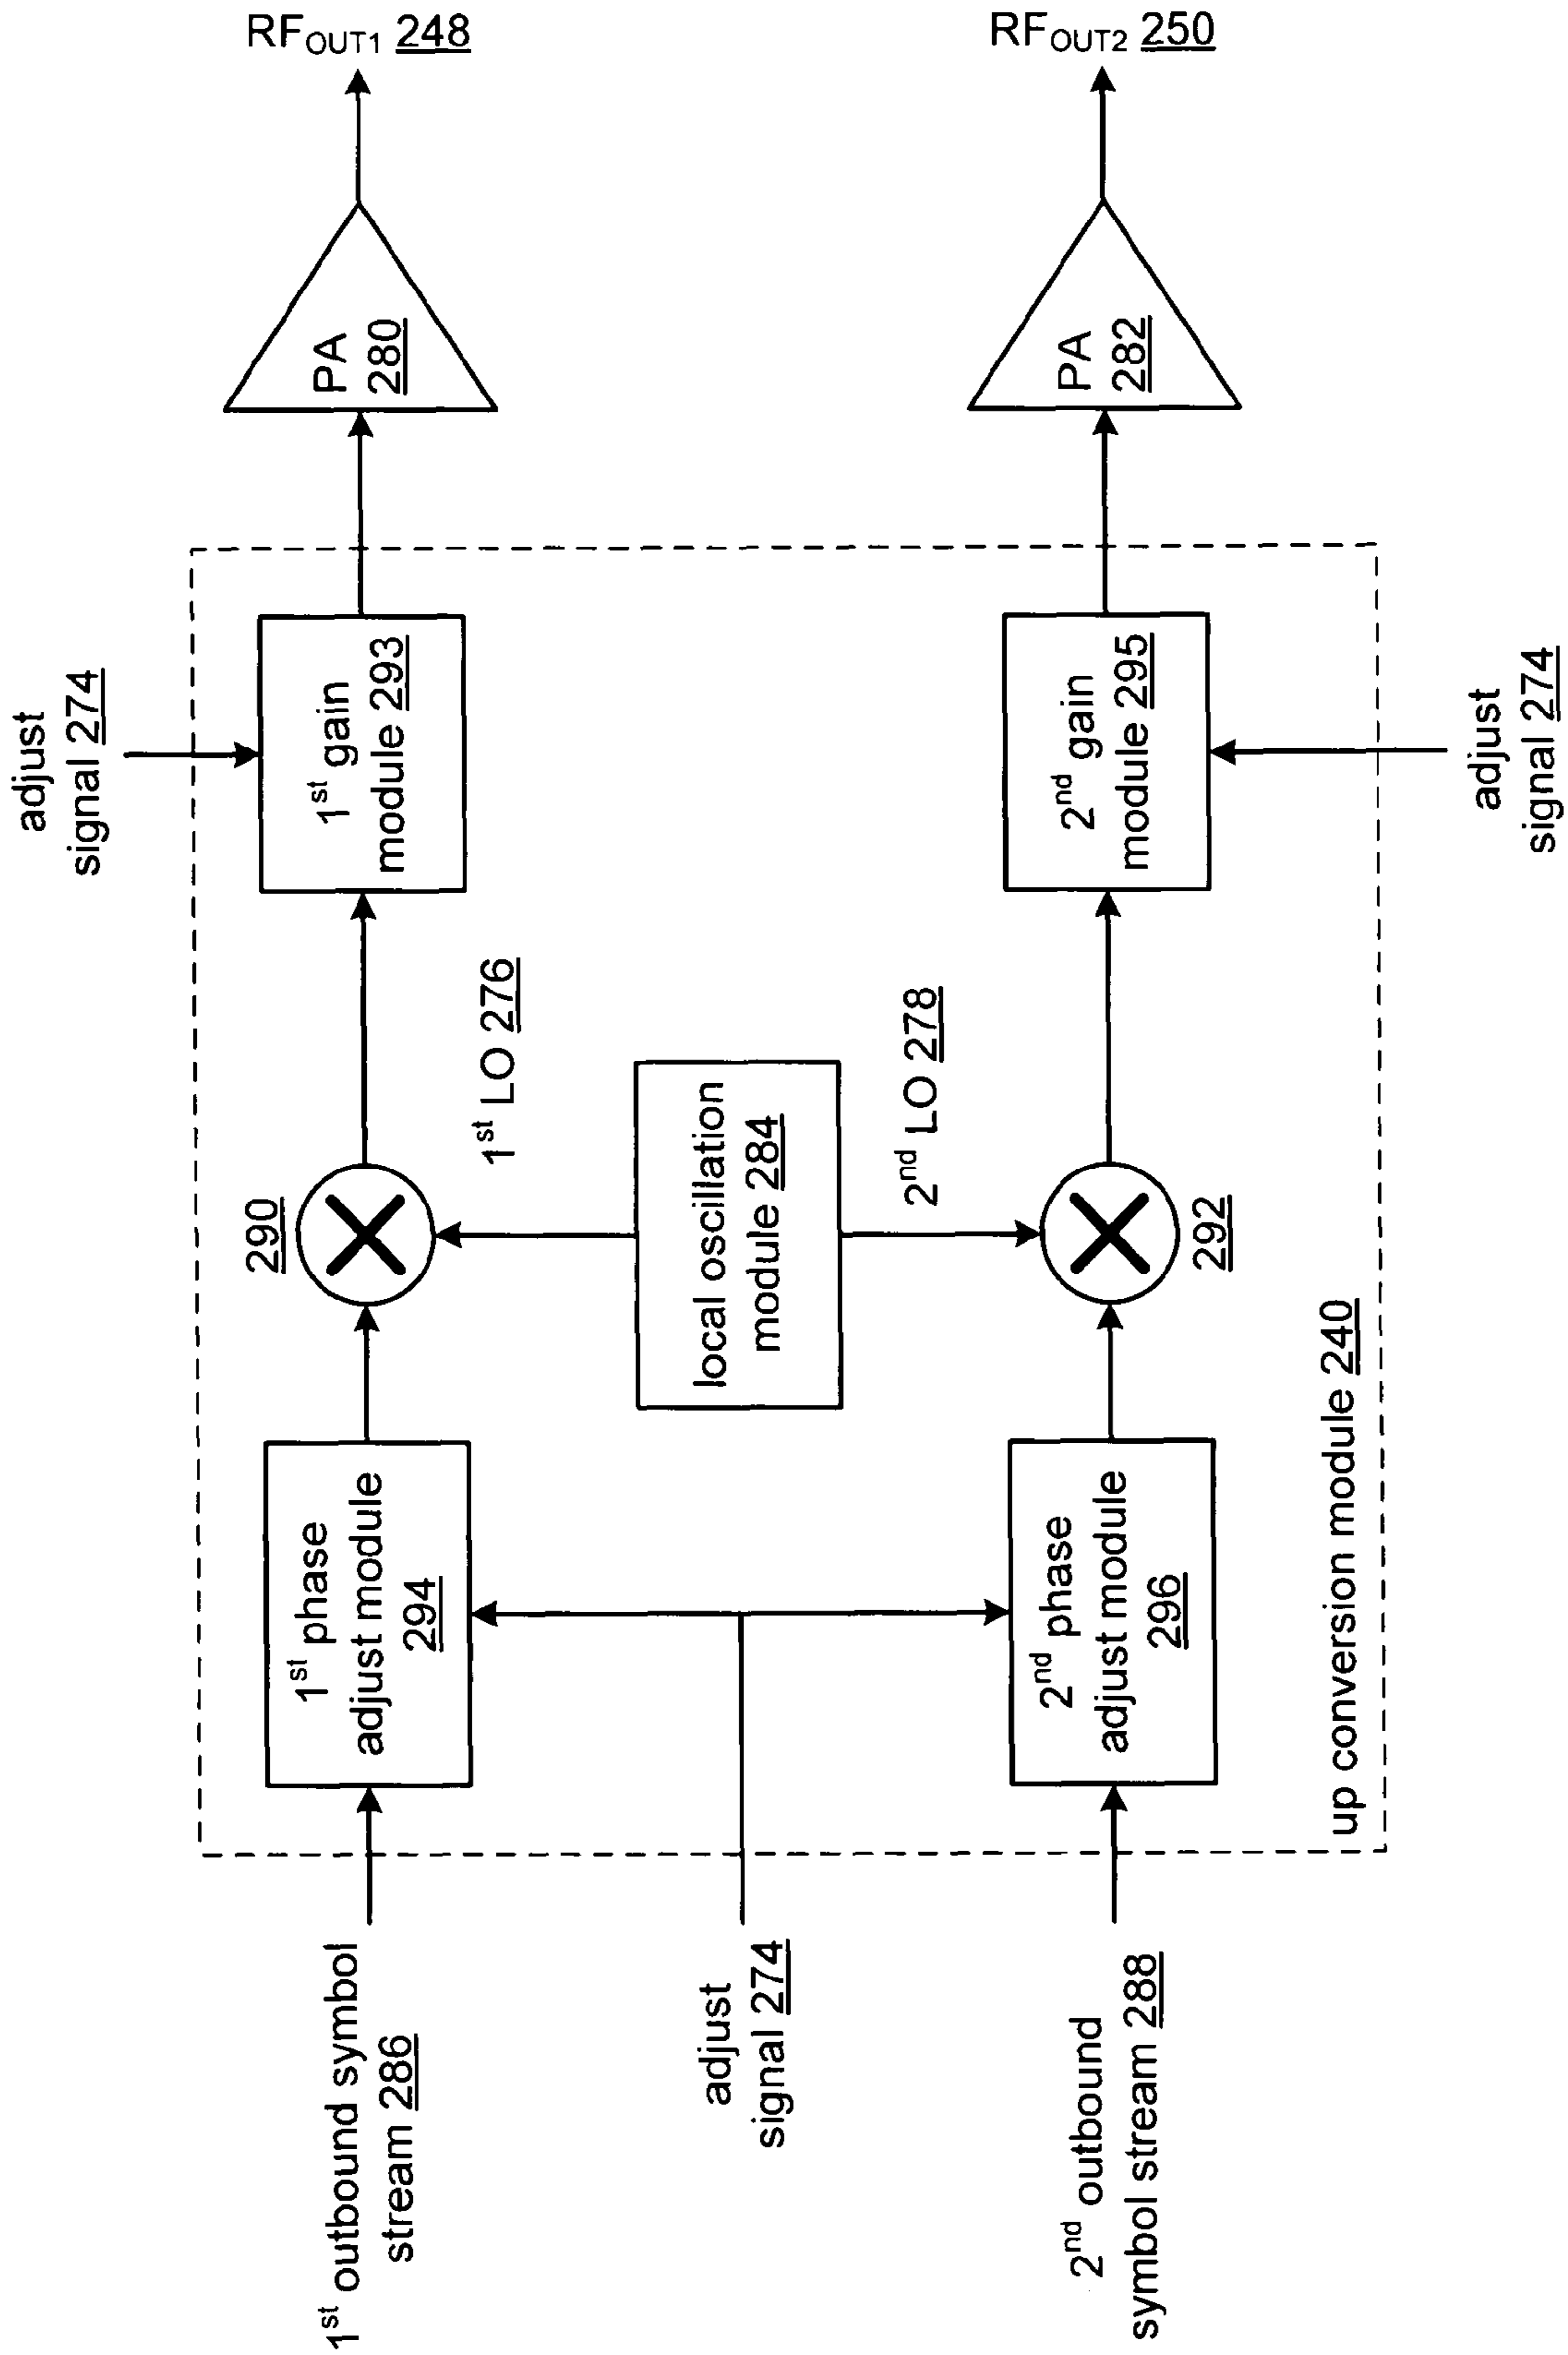 adjust
signal 274
1st outbound symbol
stream 286
1st phase
adjust module
294
290
1st gain
module 293
PA
280
RFOUT1 248
1st LO 276
adjust
signal 274
local oscillation
module 284
2nd LO 278
2nd outbound
symbol stream 288
2nd phase
adjust module
296
292
2nd gain
module 295
PA
282
RFOUT2 250
up conversion module 240
adjust
signal 274